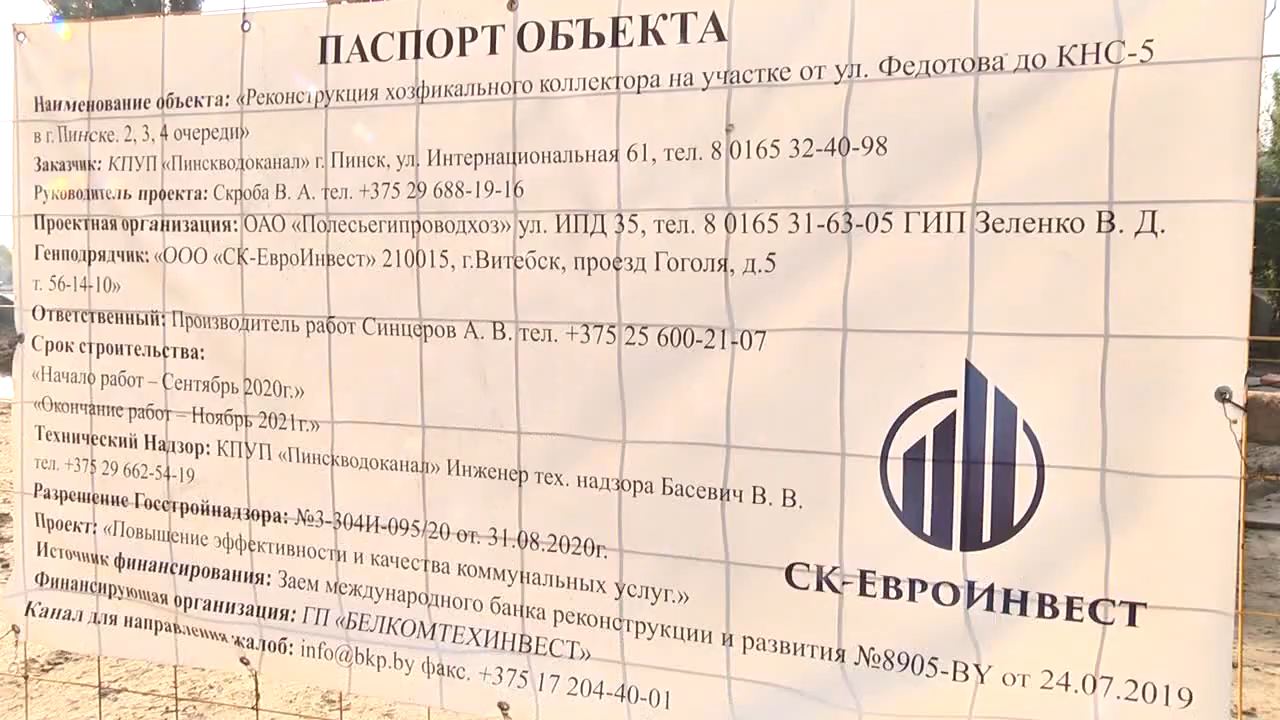 ПАСПОРТ ОБЪЕКТА
Наименование объекта: «Реконструкция хозфикального коллектора на участке от ул. Федотова до КНС-5
в г. Пинске. 2, 3, 4 очереди»
Заказчик: КПУП «Пинскводоканал» г. Пинск, ул. Интернациональная 61, тел. 8 0165 32-40-98
Руководитель проекта: Скроба В. А. тел. +375 29 688-19-16
Проектная организация: ОАО «Полесьегипроводхоз» ул. ИПД 35, тел. 8 0165 31-63-05 ГИП Зеленко В. Д.
Генподрядчик: «ООО «СК-ЕвроИнвест» 210015, г.Витебск, проезд Гоголя, д.5
т. 56-14-10»
Ответственный: Производитель работ Синцеров А. В. тел. +375 25 600-21-07
Срок строительства:
«Начало работ – Сентябрь 2020г.»
«Окончание работ – Ноябрь 2021г.»
Технический Надзор: КПУП «Пинскводоканал» Инженер тех. надзора Басевич В. В.
тел. +375 29 662-54-19
Разрешение Госстройнадзора: №3-304И-095/20 от. 31.08.2020г.
Проект: «Повышение эффективности и качества коммунальных услуг.»
Источник финансирования: Заем международного банка реконструкции и развития №8905-BY от 24.07.2019
Финансирующая организация: ГП «БЕЛКОМТЕХИНВЕСТ»
Канал для направления жалоб: info@bkp.by факс. +375 17 204-40-01
СК-ЕВРОИНВЕСТ